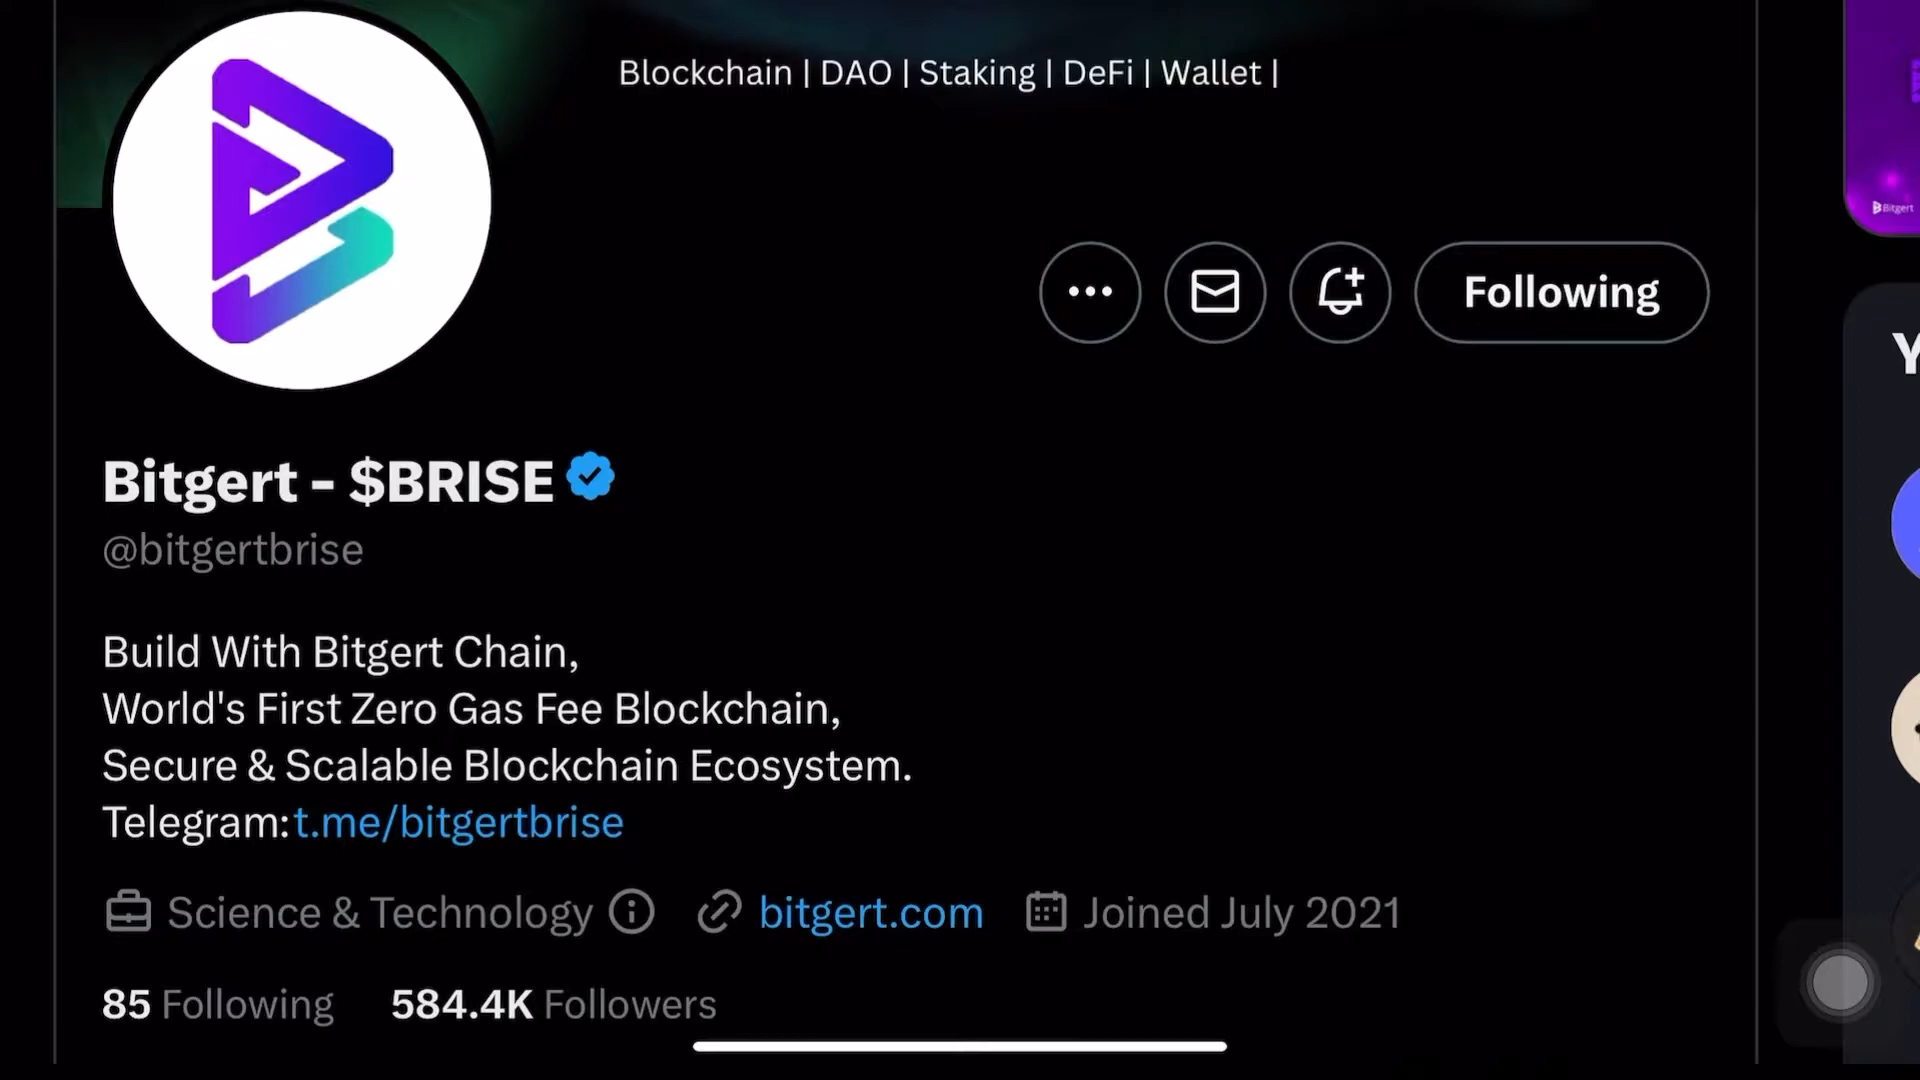 Blockchain | DAO | Staking | DeFi | Wallet |
Bitgert
Following
Y
Bitgert - $BRISE
@bitgertbrise
Build With Bitgert Chain,
World's First Zero Gas Fee Blockchain,
Secure & Scalable Blockchain Ecosystem.
Telegram:t.me/bitgertbrise
Science & Technology bitgert.com Joined July 2021
85 Following 584.4K Followers